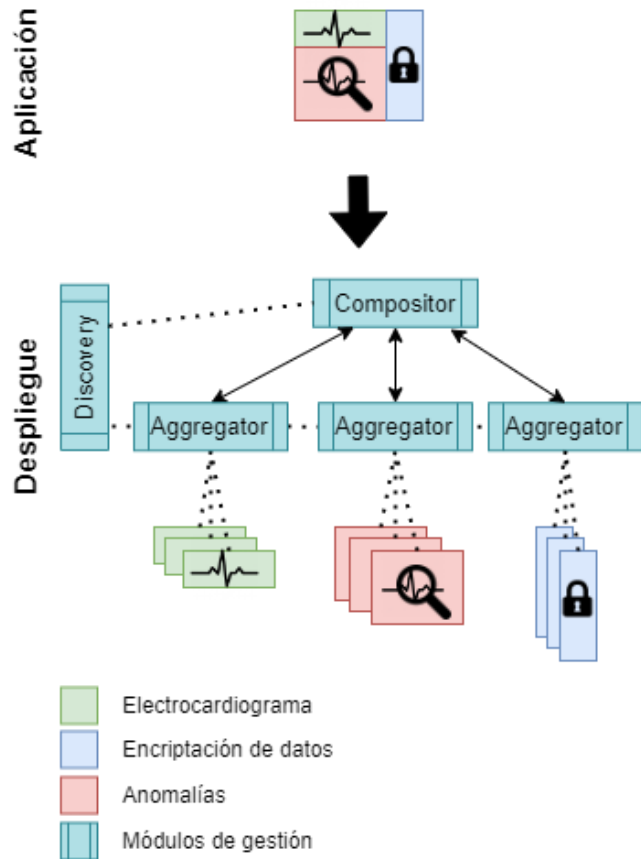 Aplicación
Compositor
Discovery
Despliegue
Aggregator
Aggregator
Aggregator
Electrocardiograma
Encriptación de datos
Anomalías
Módulos de gestión